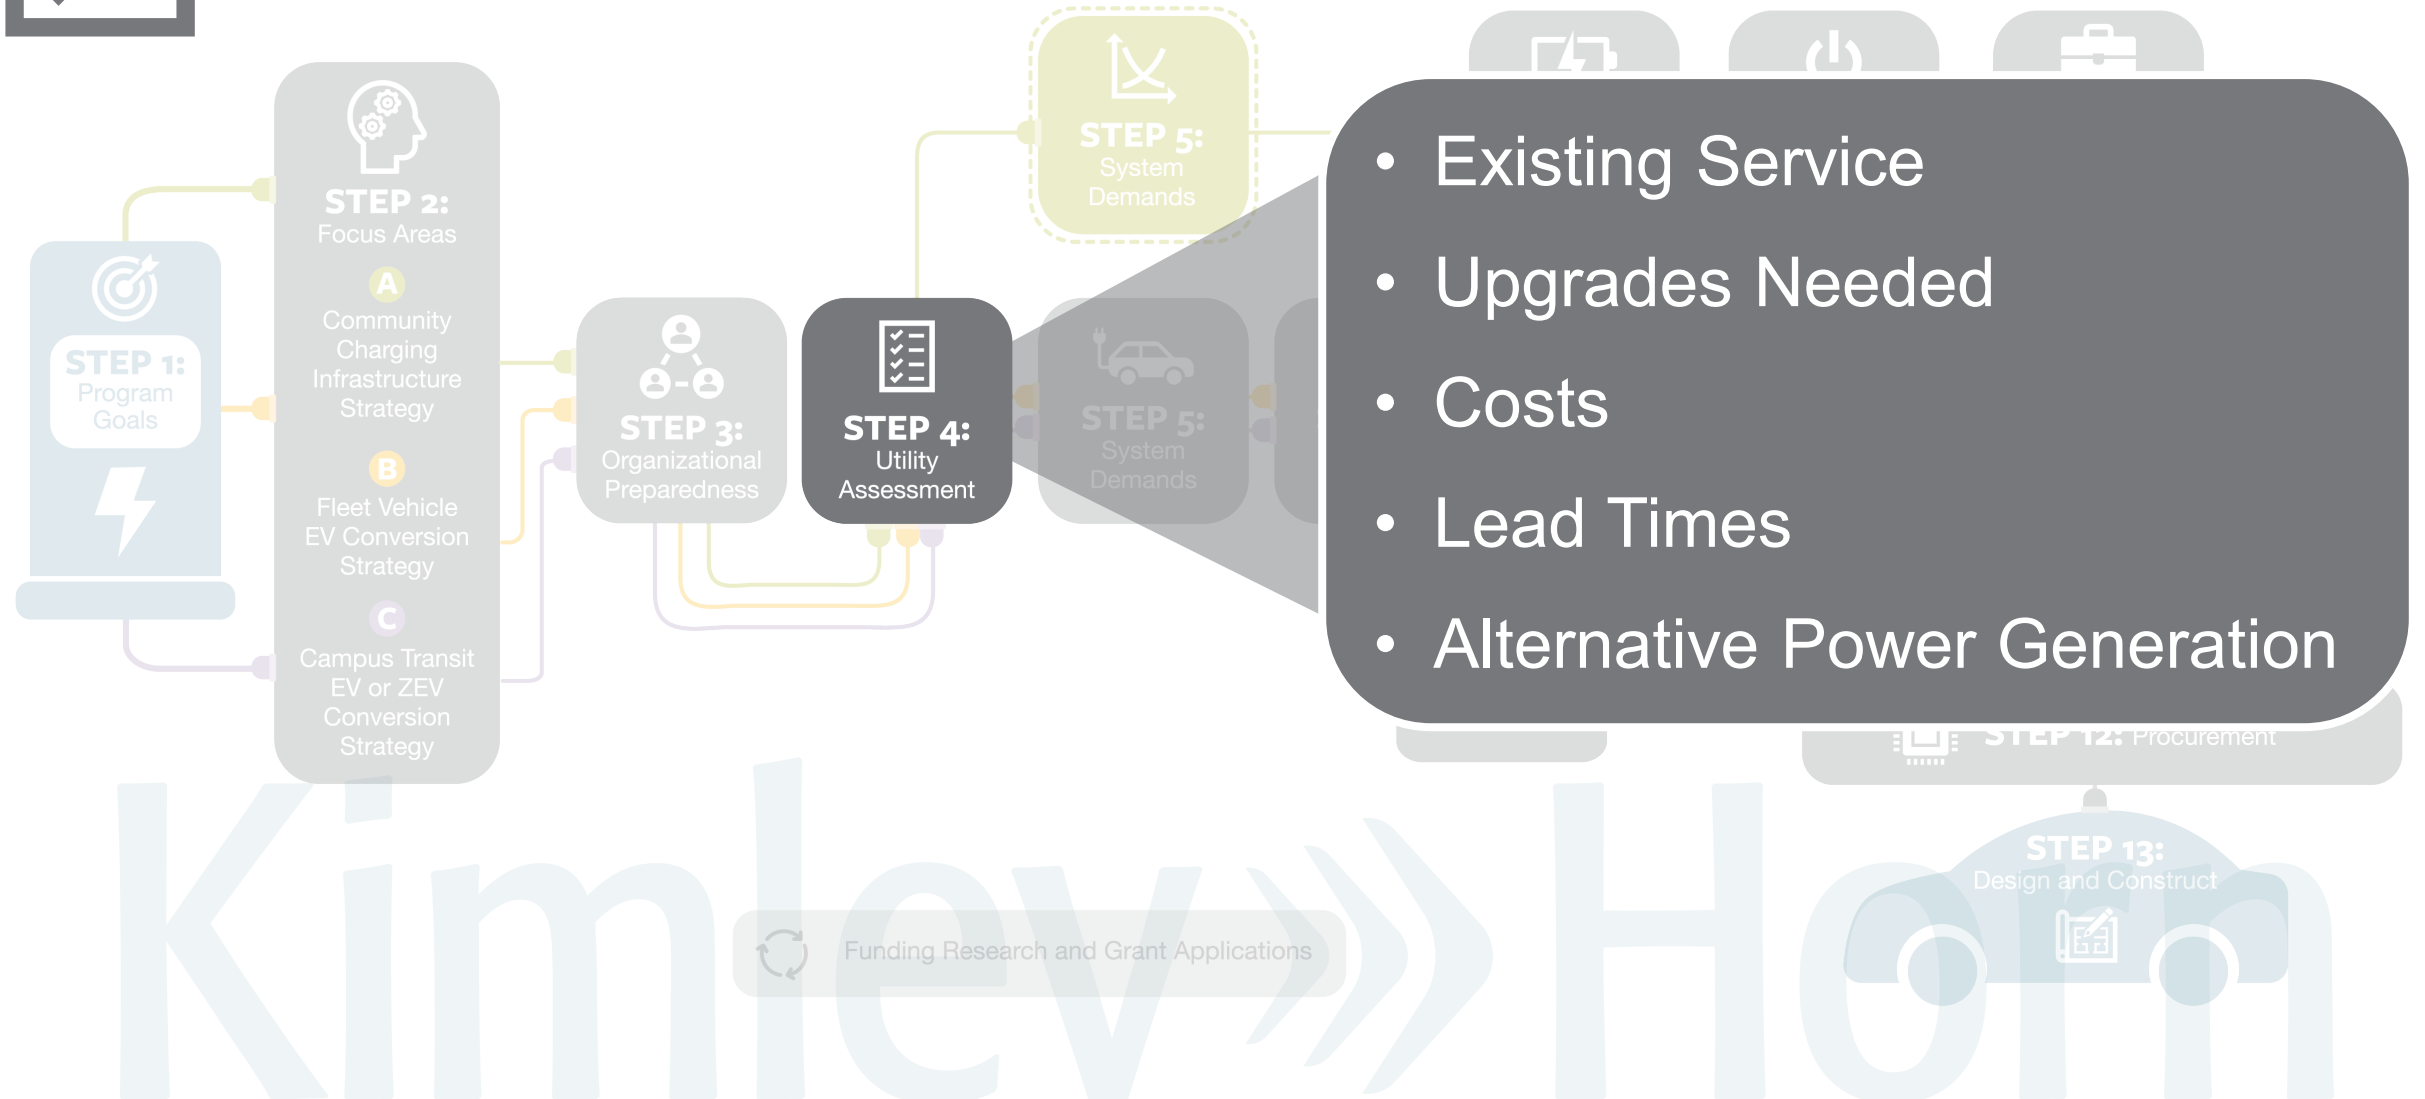 STEP 1:
Program
Goals
STEP 2:
Focus Areas
A
Community
Charging
Infrastructure
Strategy
B
Fleet Vehicle
EV Conversion
Strategy
C
Campus Transit
EV or ZEV
Conversion
Strategy
STEP 3:
Organizational
Preparedness
STEP 4:
Utility
Assessment
STEP 5:
System
Demands
STEP 5:
System
Demands
• Existing Service
• Upgrades Needed
• Costs
• Lead Times
• Alternative Power Generation
STEP 12: Procurement
STEP 13:
Design and Construct
Funding Research and Grant Applications
Kimley»Horn